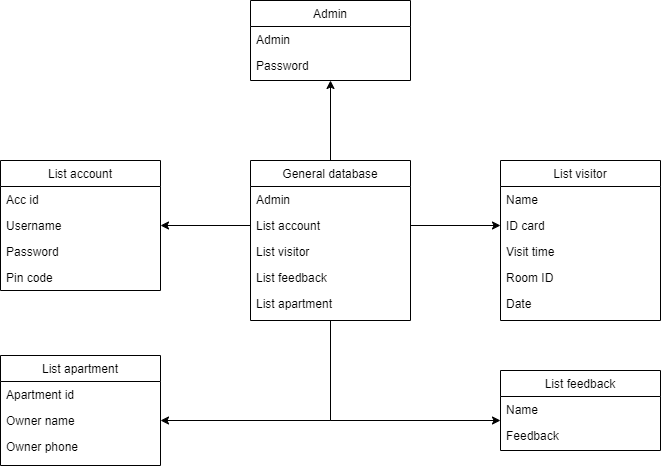 Admin
Admin
Password
List account
Acc id
Username
Password
Pin code
General database
Admin
List account
List visitor
List feedback
List apartment
List visitor
Name
ID card
Visit time
Room ID
Date
List apartment
Apartment id
Owner name
Owner phone
List feedback
Name
Feedback